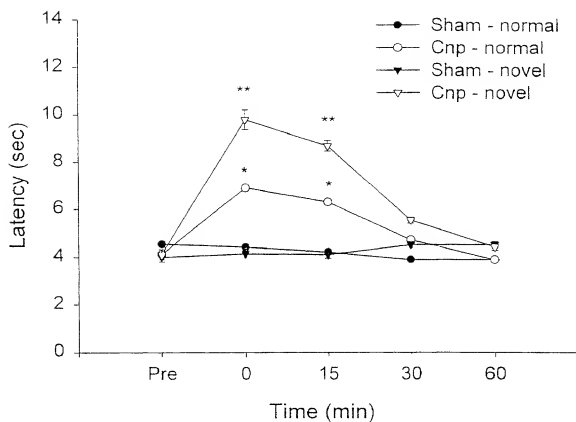 14
12
10
8
6
4
2
0
Latency (sec)
Sham - normal
Cnp - normal
Sham - novel
Cnp - novel
**
**
*
*
Pre
0
15
30
60
Time (min)